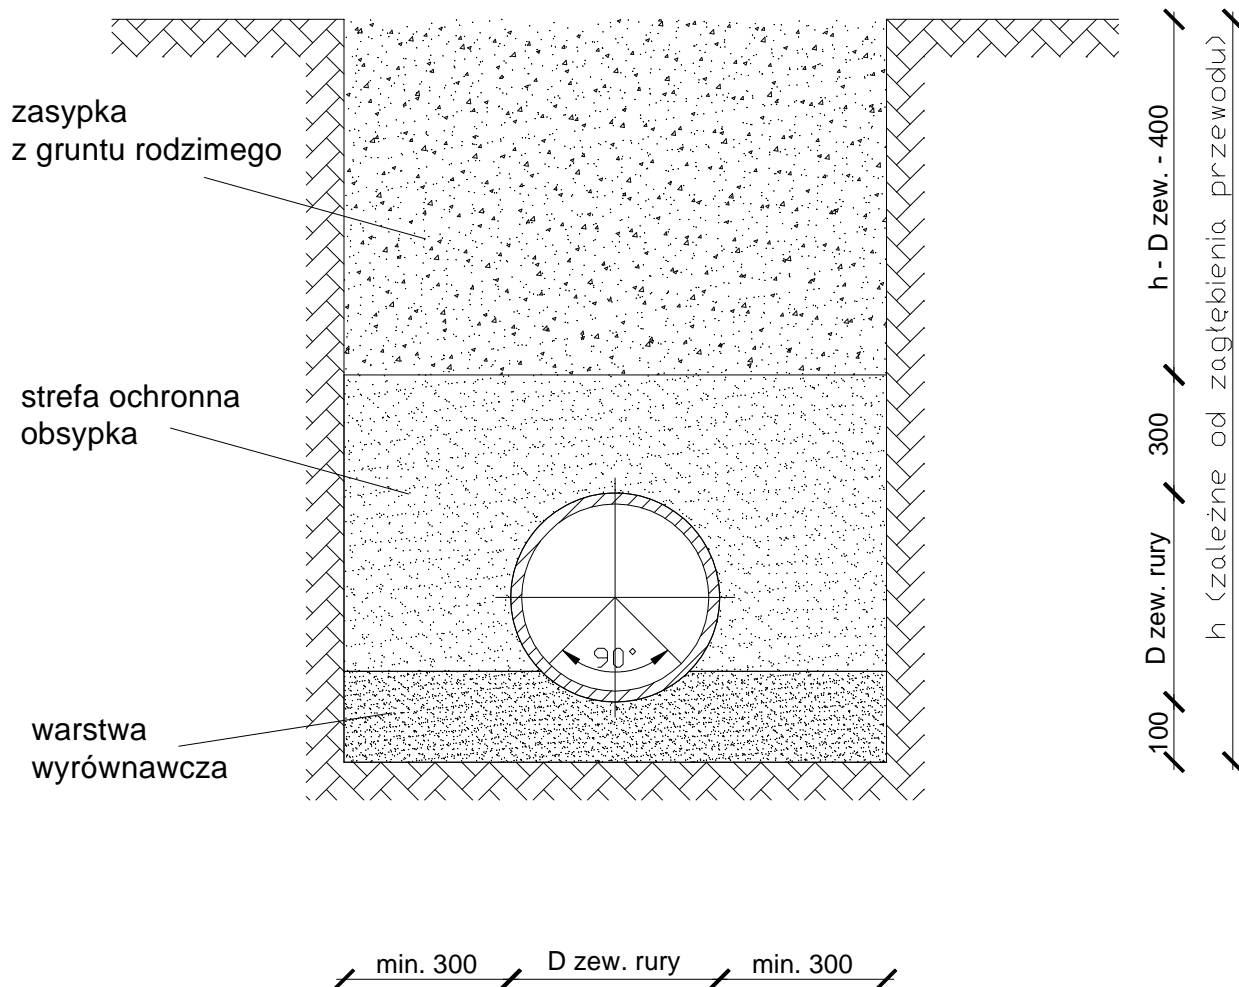 zasypka
z gruntu rodzimego
strefa ochronna
obsypka
warstwa
wyrównawcza
90°
h - D zew. - 400
300
D zew. rury
100
h (zalezne od zagłębienia przewodu)
min. 300
D zew. rury
min. 300